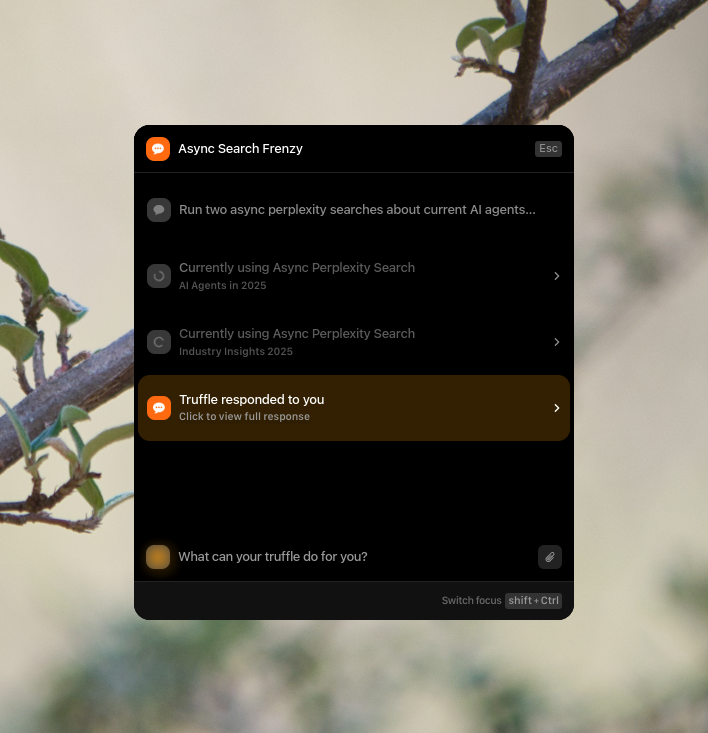 Async Search Frenzy
Esc
Run two async perplexity searches about current AI agents...
Currently using Async Perplexity Search
AI Agents in 2025
Currently using Async Perplexity Search
Industry Insights 2025
Truffle responded to you
Click to view full response
What can your truffle do for you?
Switch focus shift + Ctrl